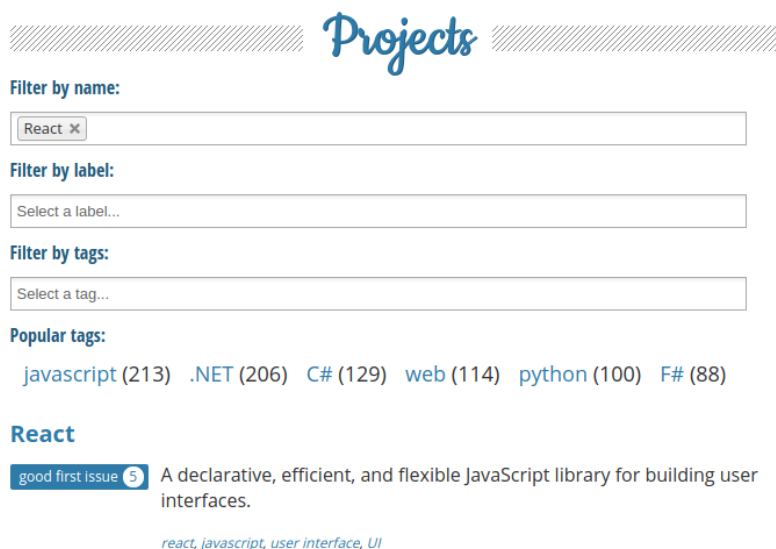 Projects
Filter by name:
React ×
Filter by label:
Select a label...
Filter by tags:
Select a tag...
Popular tags:
javascript (213) .NET (206) C# (129) web (114) python (100) F# (88)
React
good first issue 5 A declarative, efficient, and flexible JavaScript library for building user
interfaces.
react, javascript, user interface, UI